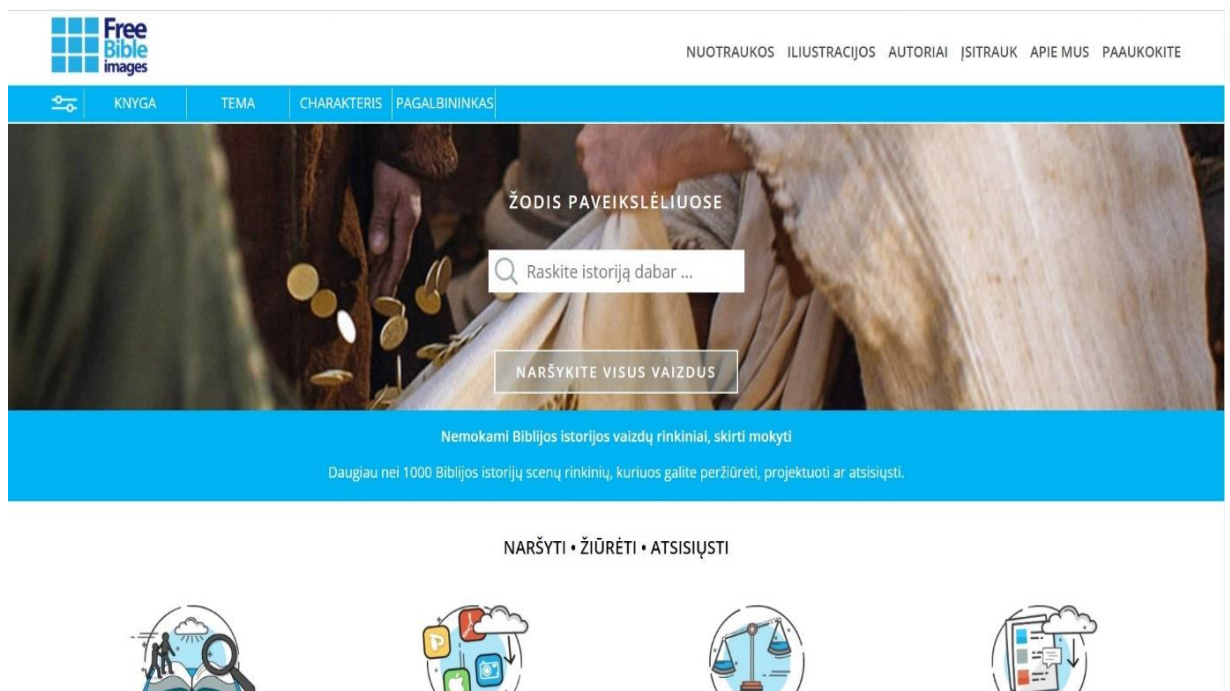 Free
Bible
images
NUOTRAUKOS ILIUSTRACIJOS AUTORIAI ĮSITRAUK APIE MUS PAAUKOKITE
KNYGA TEMA CHARAKTERIS PAGALBININKAS
ŽODIS PAVEIKSLĖLIUOSE
Raskite istoriją dabar ...
NARŠYKITE VISUS VAIZDUS
Nemokami Biblijos istorijos vaizdų rinkiniai, skirti mokyti
Daugiau nei 1000 Biblijos istorijų scenų rinkinių, kuriuos galite peržiūrėti, projektuoti ar atsisiųsti.
NARŠYTI • ŽIŪRĖTI • ATSISIŲSTI